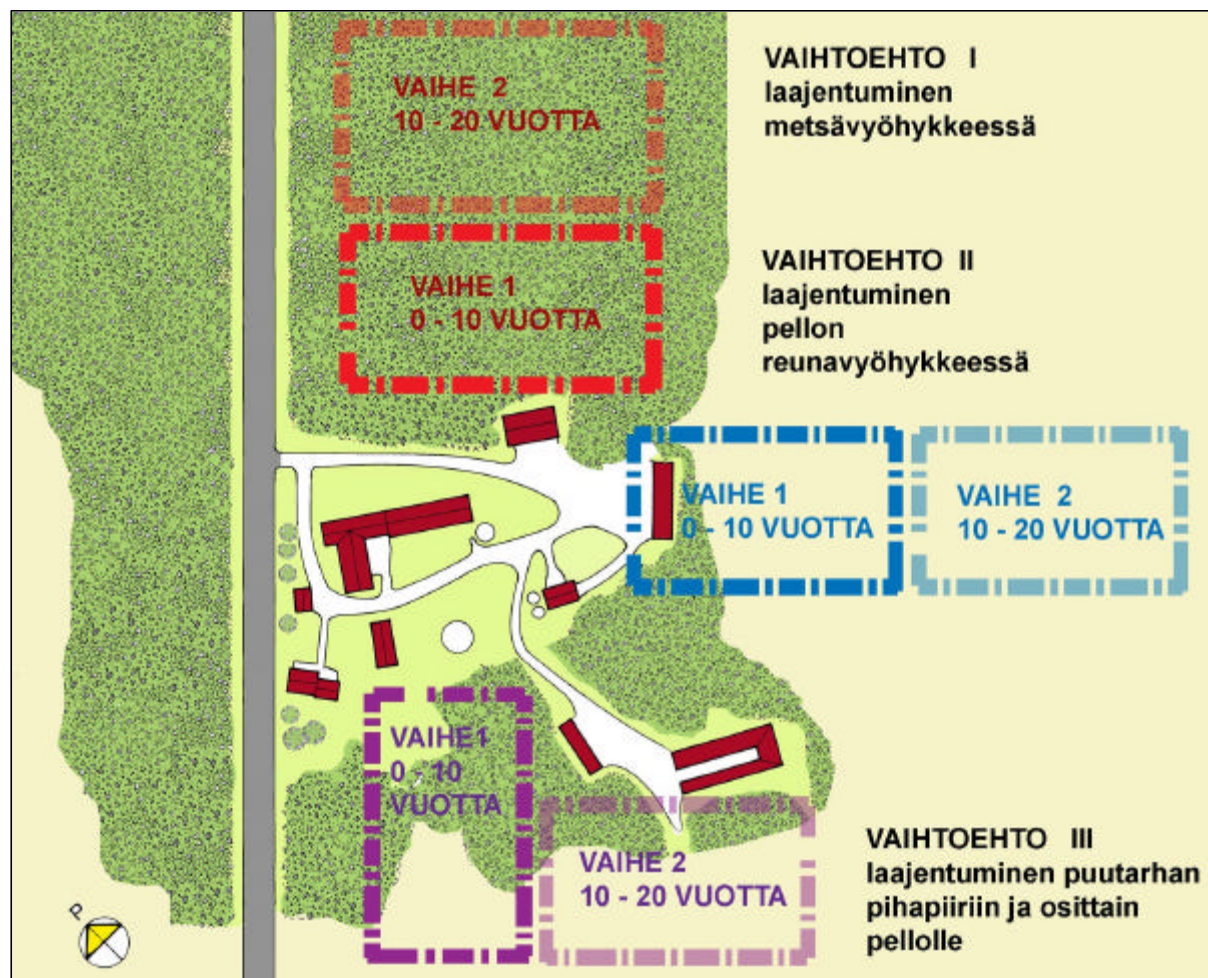 VAIHE 2
10 - 20 VUOTTA
VAIHTOEHTO I
laajentuminen
metsävyöhykkeessä
VAIHE 1
0 - 10 VUOTTA
VAIHTOEHTO II
laajentuminen
pellon
reunavyöhykkeessä
VAIHE 1
0 - 10 VUOTTA
VAIHE 2
10 - 20 VUOTTA
VAIHE1
0 - 10
VUOTTA
VAIHE 2
10 - 20 VUOTTA
VAIHTOEHTO III
laajentuminen puutarhan
pihapiiriin ja osittain
pellolle
P